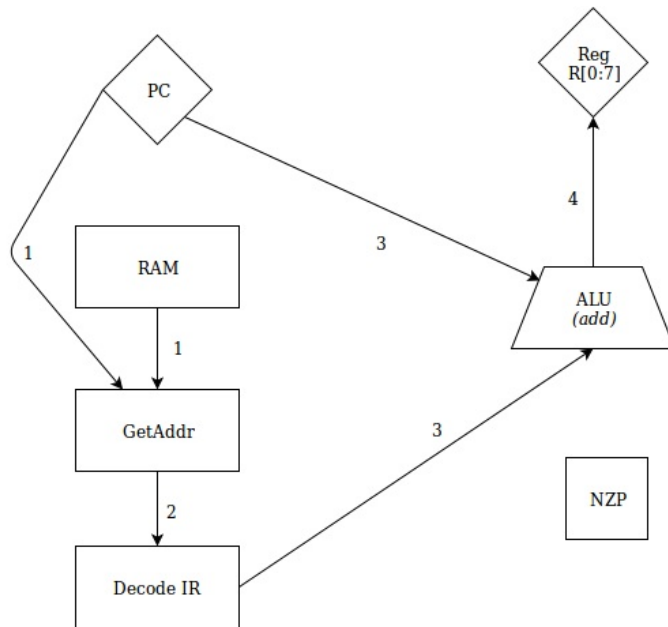 Reg
R[0:7]
PC
4
3
1
RAM
ALU
(add)
1
GetAddr
3
2
NZP
Decode IR